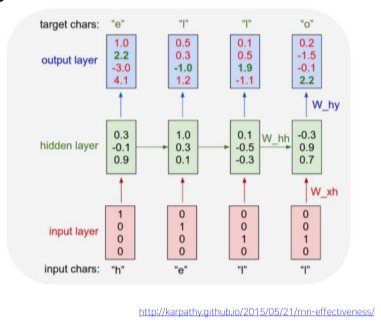 target chars: "e" "l" "l" "o"
output layer
1.0 0.5 0.1 0.2
2.2 0.3 0.5 -1.5
-3.0 -1.0 1.9 -0.1
4.1 1.2 -1.1 2.2
W_hy
hidden layer
0.3 1.0 0.1 -0.3
-0.1 0.3 -0.5 0.9
0.9 0.1 -0.3 0.7
W_hh
W_xh
input layer
1 0 0 0
0 1 0 0
0 0 1 1
0 0 0 0
input chars: "h" "e" "l" "l"
http://karpathy.github.io/2015/05/21/rnn-effectiveness/